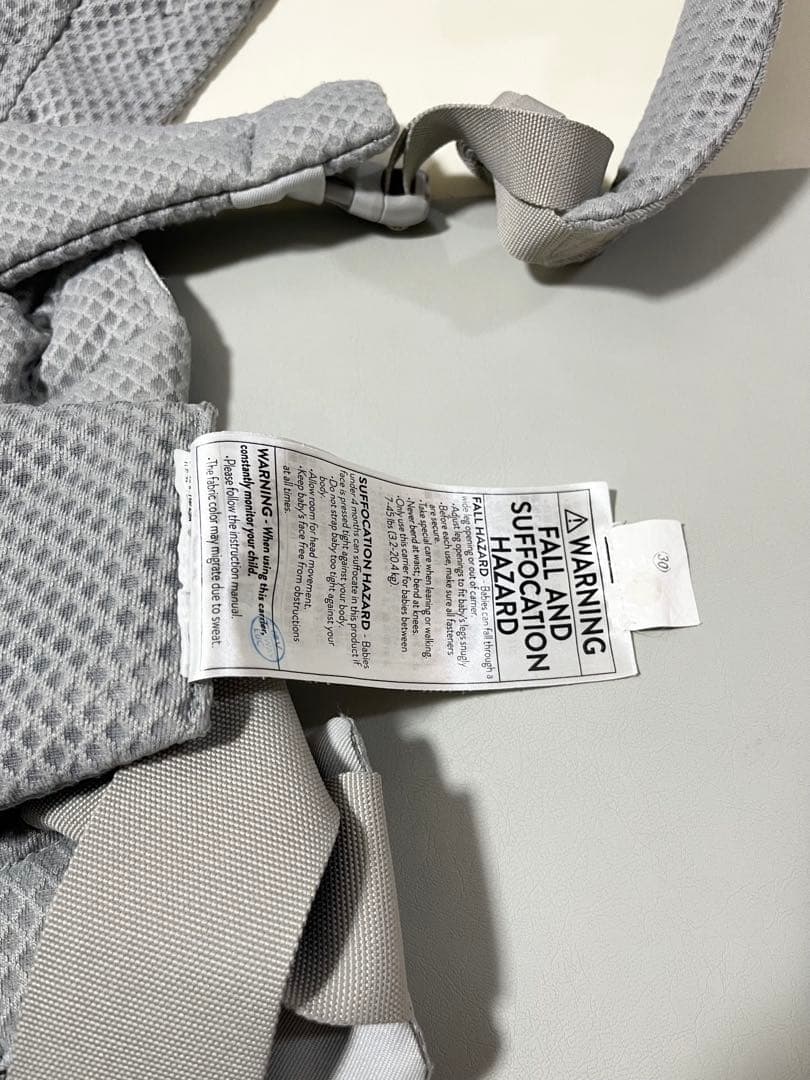 ⚠ WARNING
FALL AND
SUFFOCATION
HAZARD
FALL HAZARD - Babies can fall through a
wide leg opening or out of carrier.
•Adjust leg openings to fit baby's legs snugly.
•Before each use, make sure all fasteners
are secure.
•Take special care when leaning or walking.
•Never bend at waist; bend at knees.
•Only use this carrier for babies between
7-45 lbs (3.2-20.4 kg)
SUFFOCATION HAZARD - Babies
under 4 months can suffocate in this product if
face is pressed tight against your body.
•Do not strap baby too tight against your
body.
•Allow room for head movement.
•Keep baby's face free from obstructions
at all times.
WARNING - When using this carrier,
constantly monitor your child.
•Please follow the instruction manual.
•The fabric color may migrate due to sweat.
30